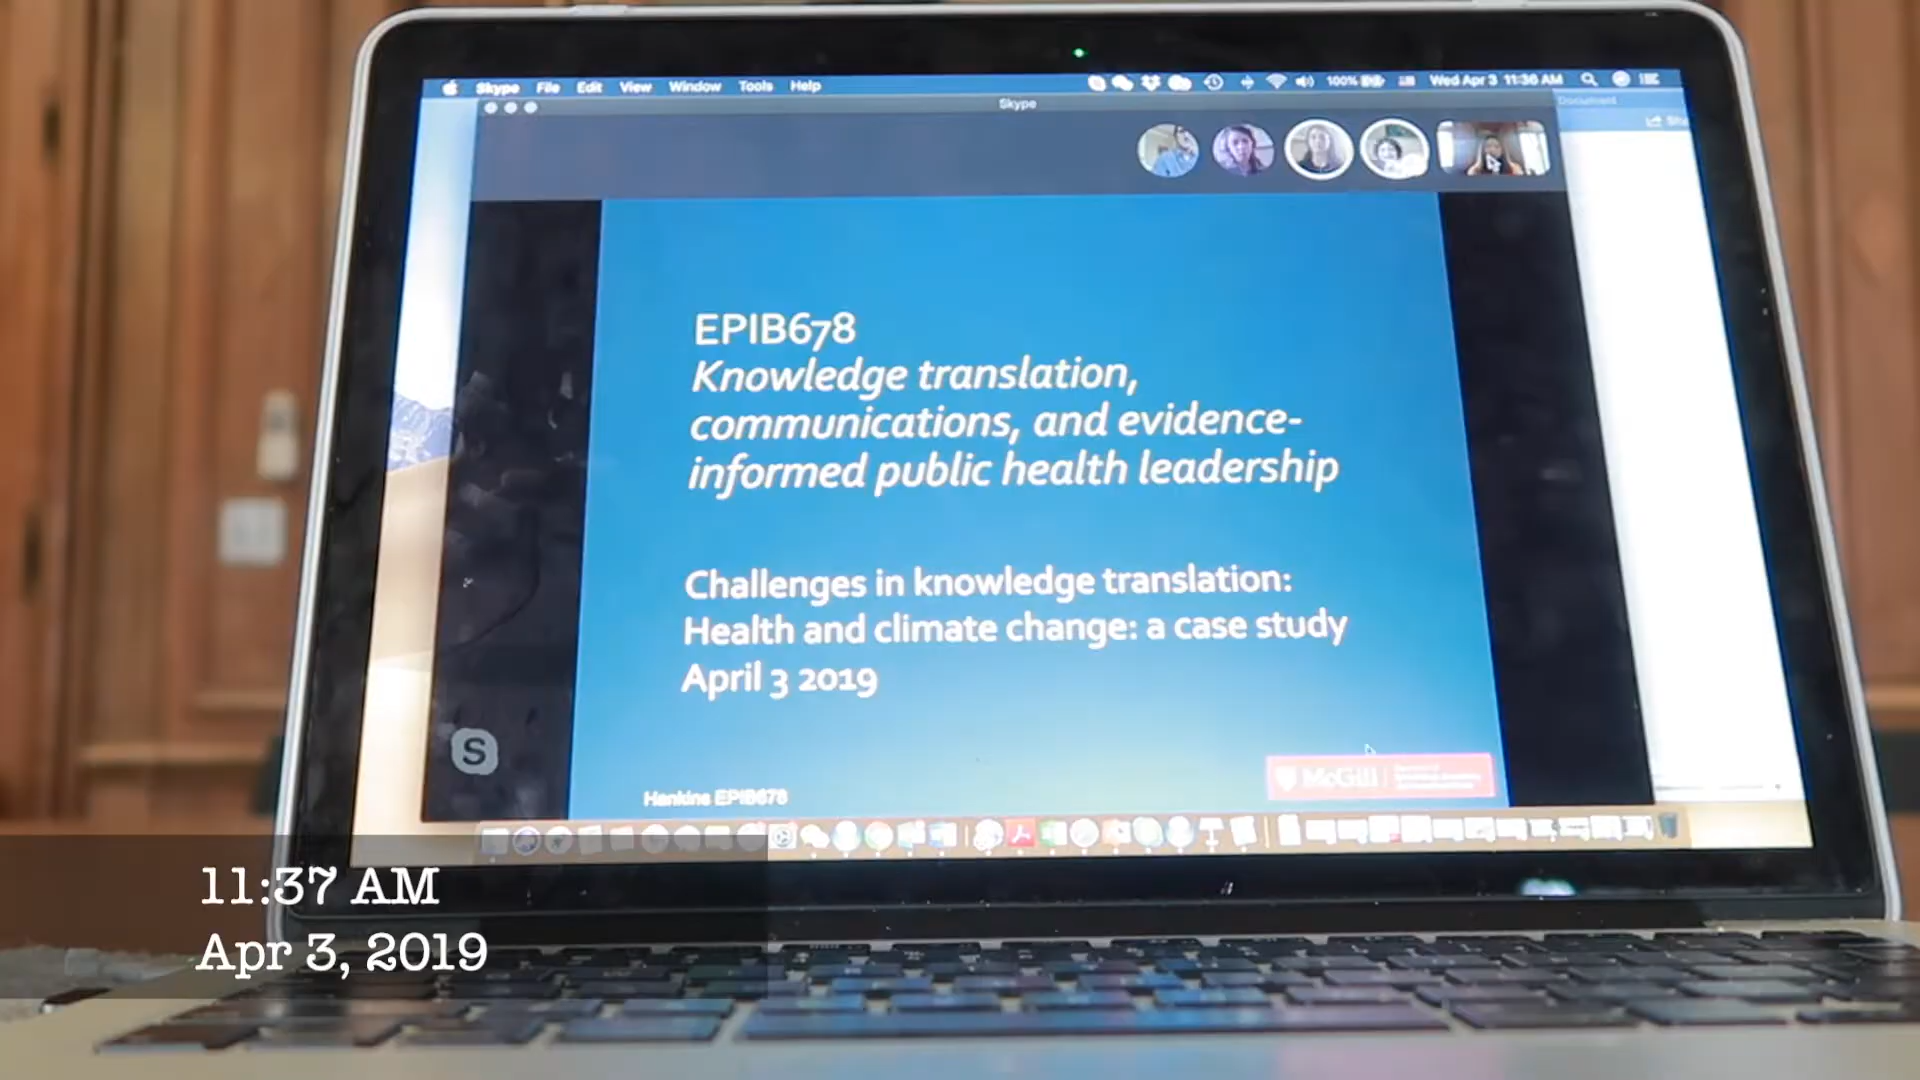 Skype File Edit View Window Tools Help
100% Wed Apr 3 11:36 AM
Skype
Document
EPIB678
Knowledge translation,
communications, and evidence-
informed public health leadership
Challenges in knowledge translation:
Health and climate change: a case study
April 3 2019
S
Hankins EPIB678
McGill
11:37 AM
Apr 3, 2019